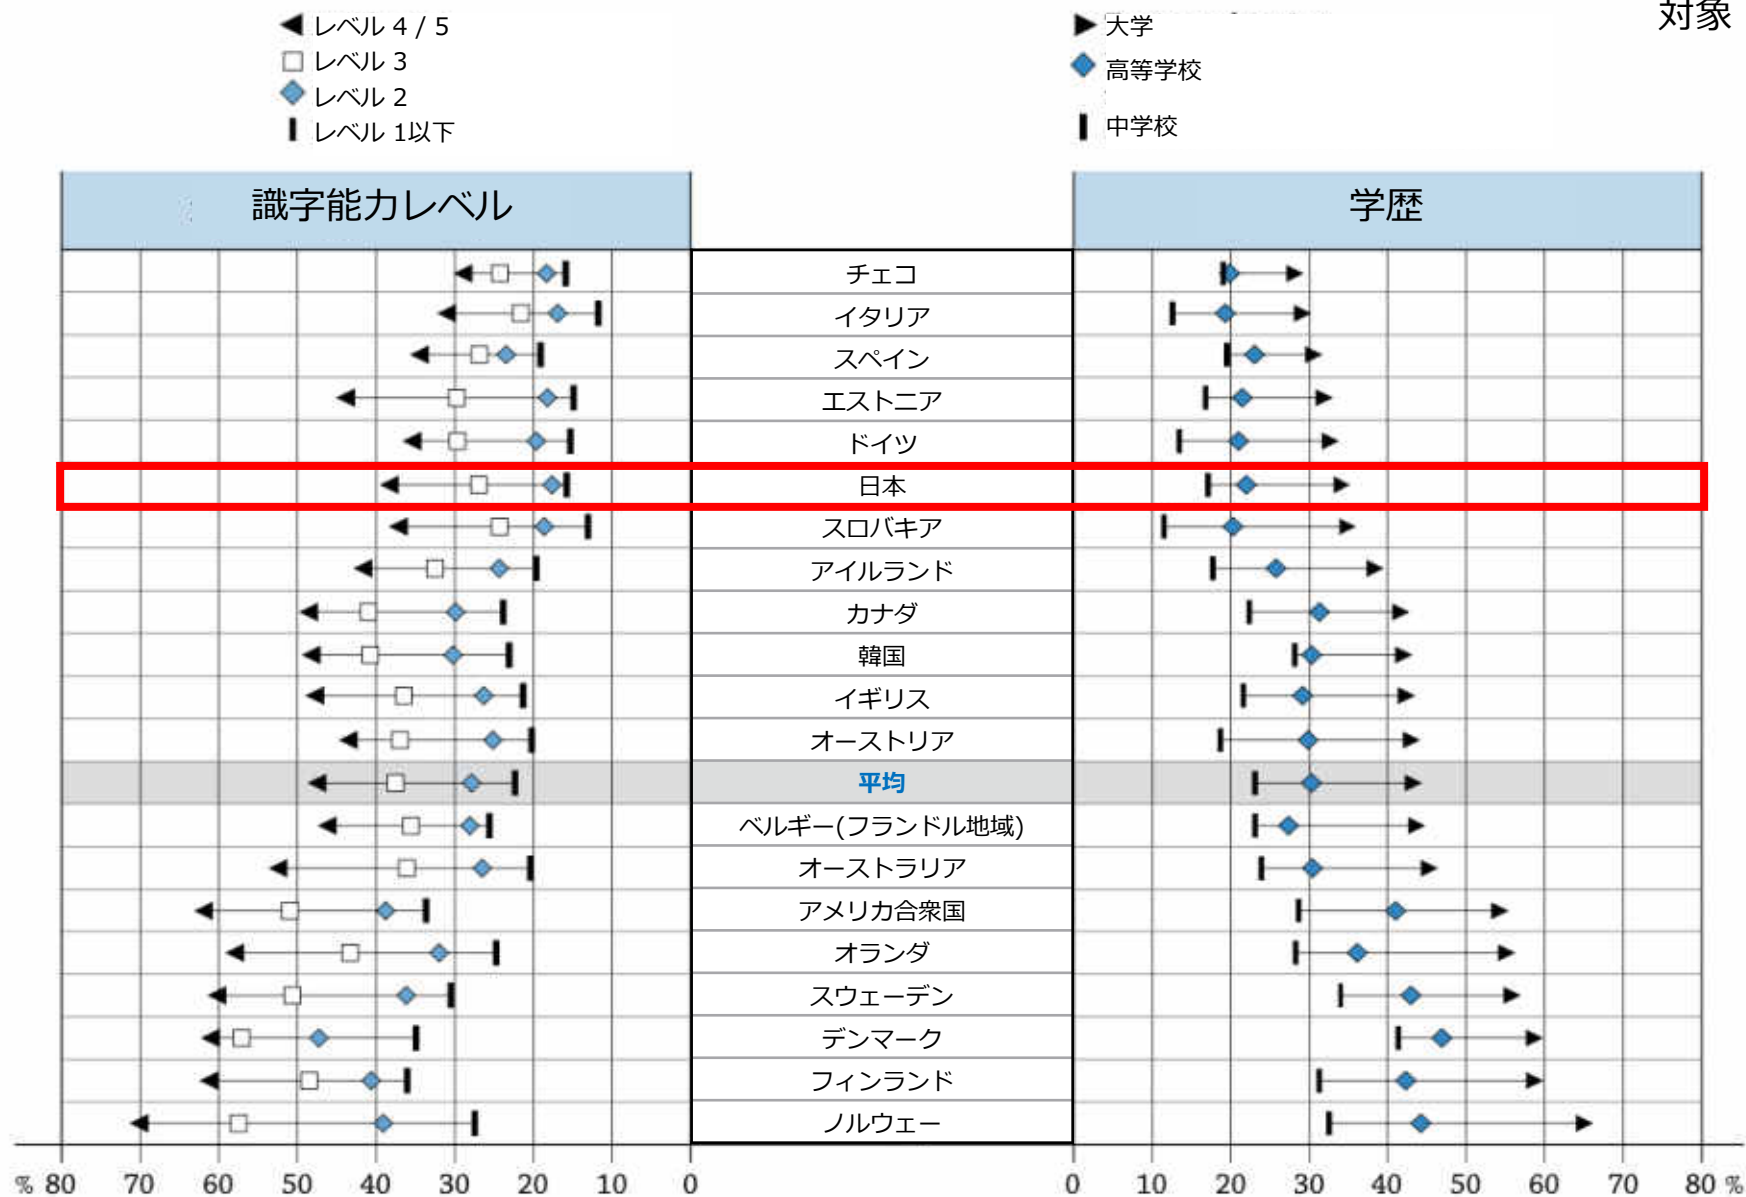 対象
レベル 4 / 5
レベル 3
レベル 2
レベル 1以下
大学
高等学校
中学校
識字能力レベル
学歴
チェコ
イタリア
スペイン
エストニア
ドイツ
日本
スロバキア
アイルランド
カナダ
韓国
イギリス
オーストリア
平均
ベルギー(フランドル地域)
オーストラリア
アメリカ合衆国
オランダ
スウェーデン
デンマーク
フィンランド
ノルウェー
% 80 70 60 50 40 30 20 10 0
0 10 20 30 40 50 60 70 80 %